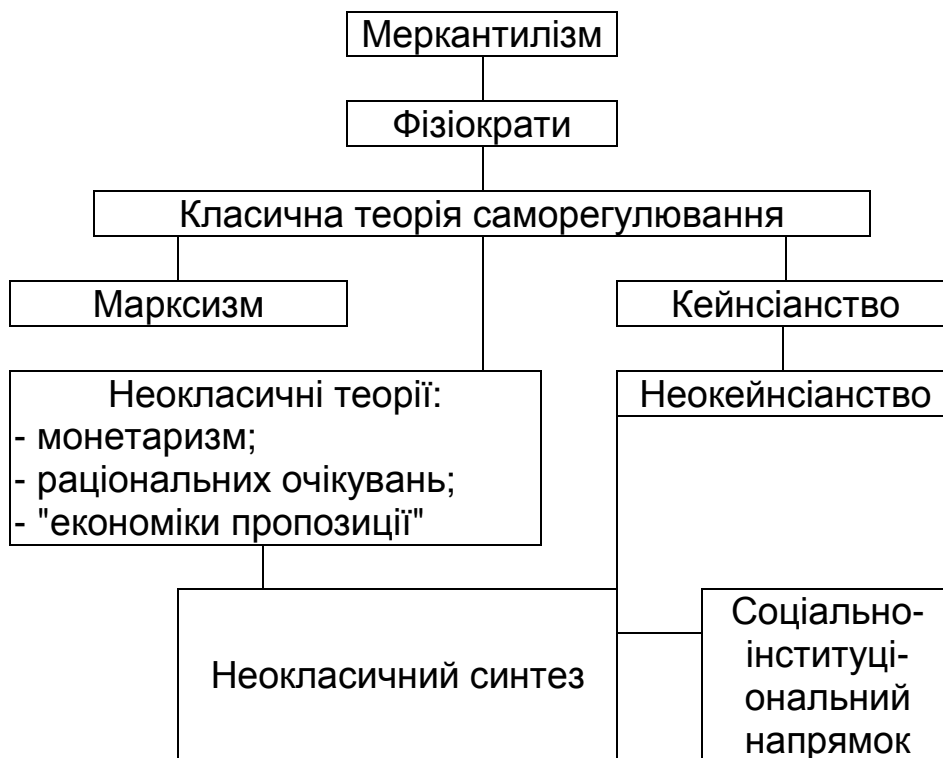 Меркантилізм
Фізіократи
Класична теорія саморегулювання
Марксизм
Кейнсіанство
Неокласичні теорії:
- монетаризм;
- раціональних очікувань;
- "економіки пропозиції"
Неокейнсіанство
Неокласичний синтез
Соціально-
інституці-
ональний
напрямок